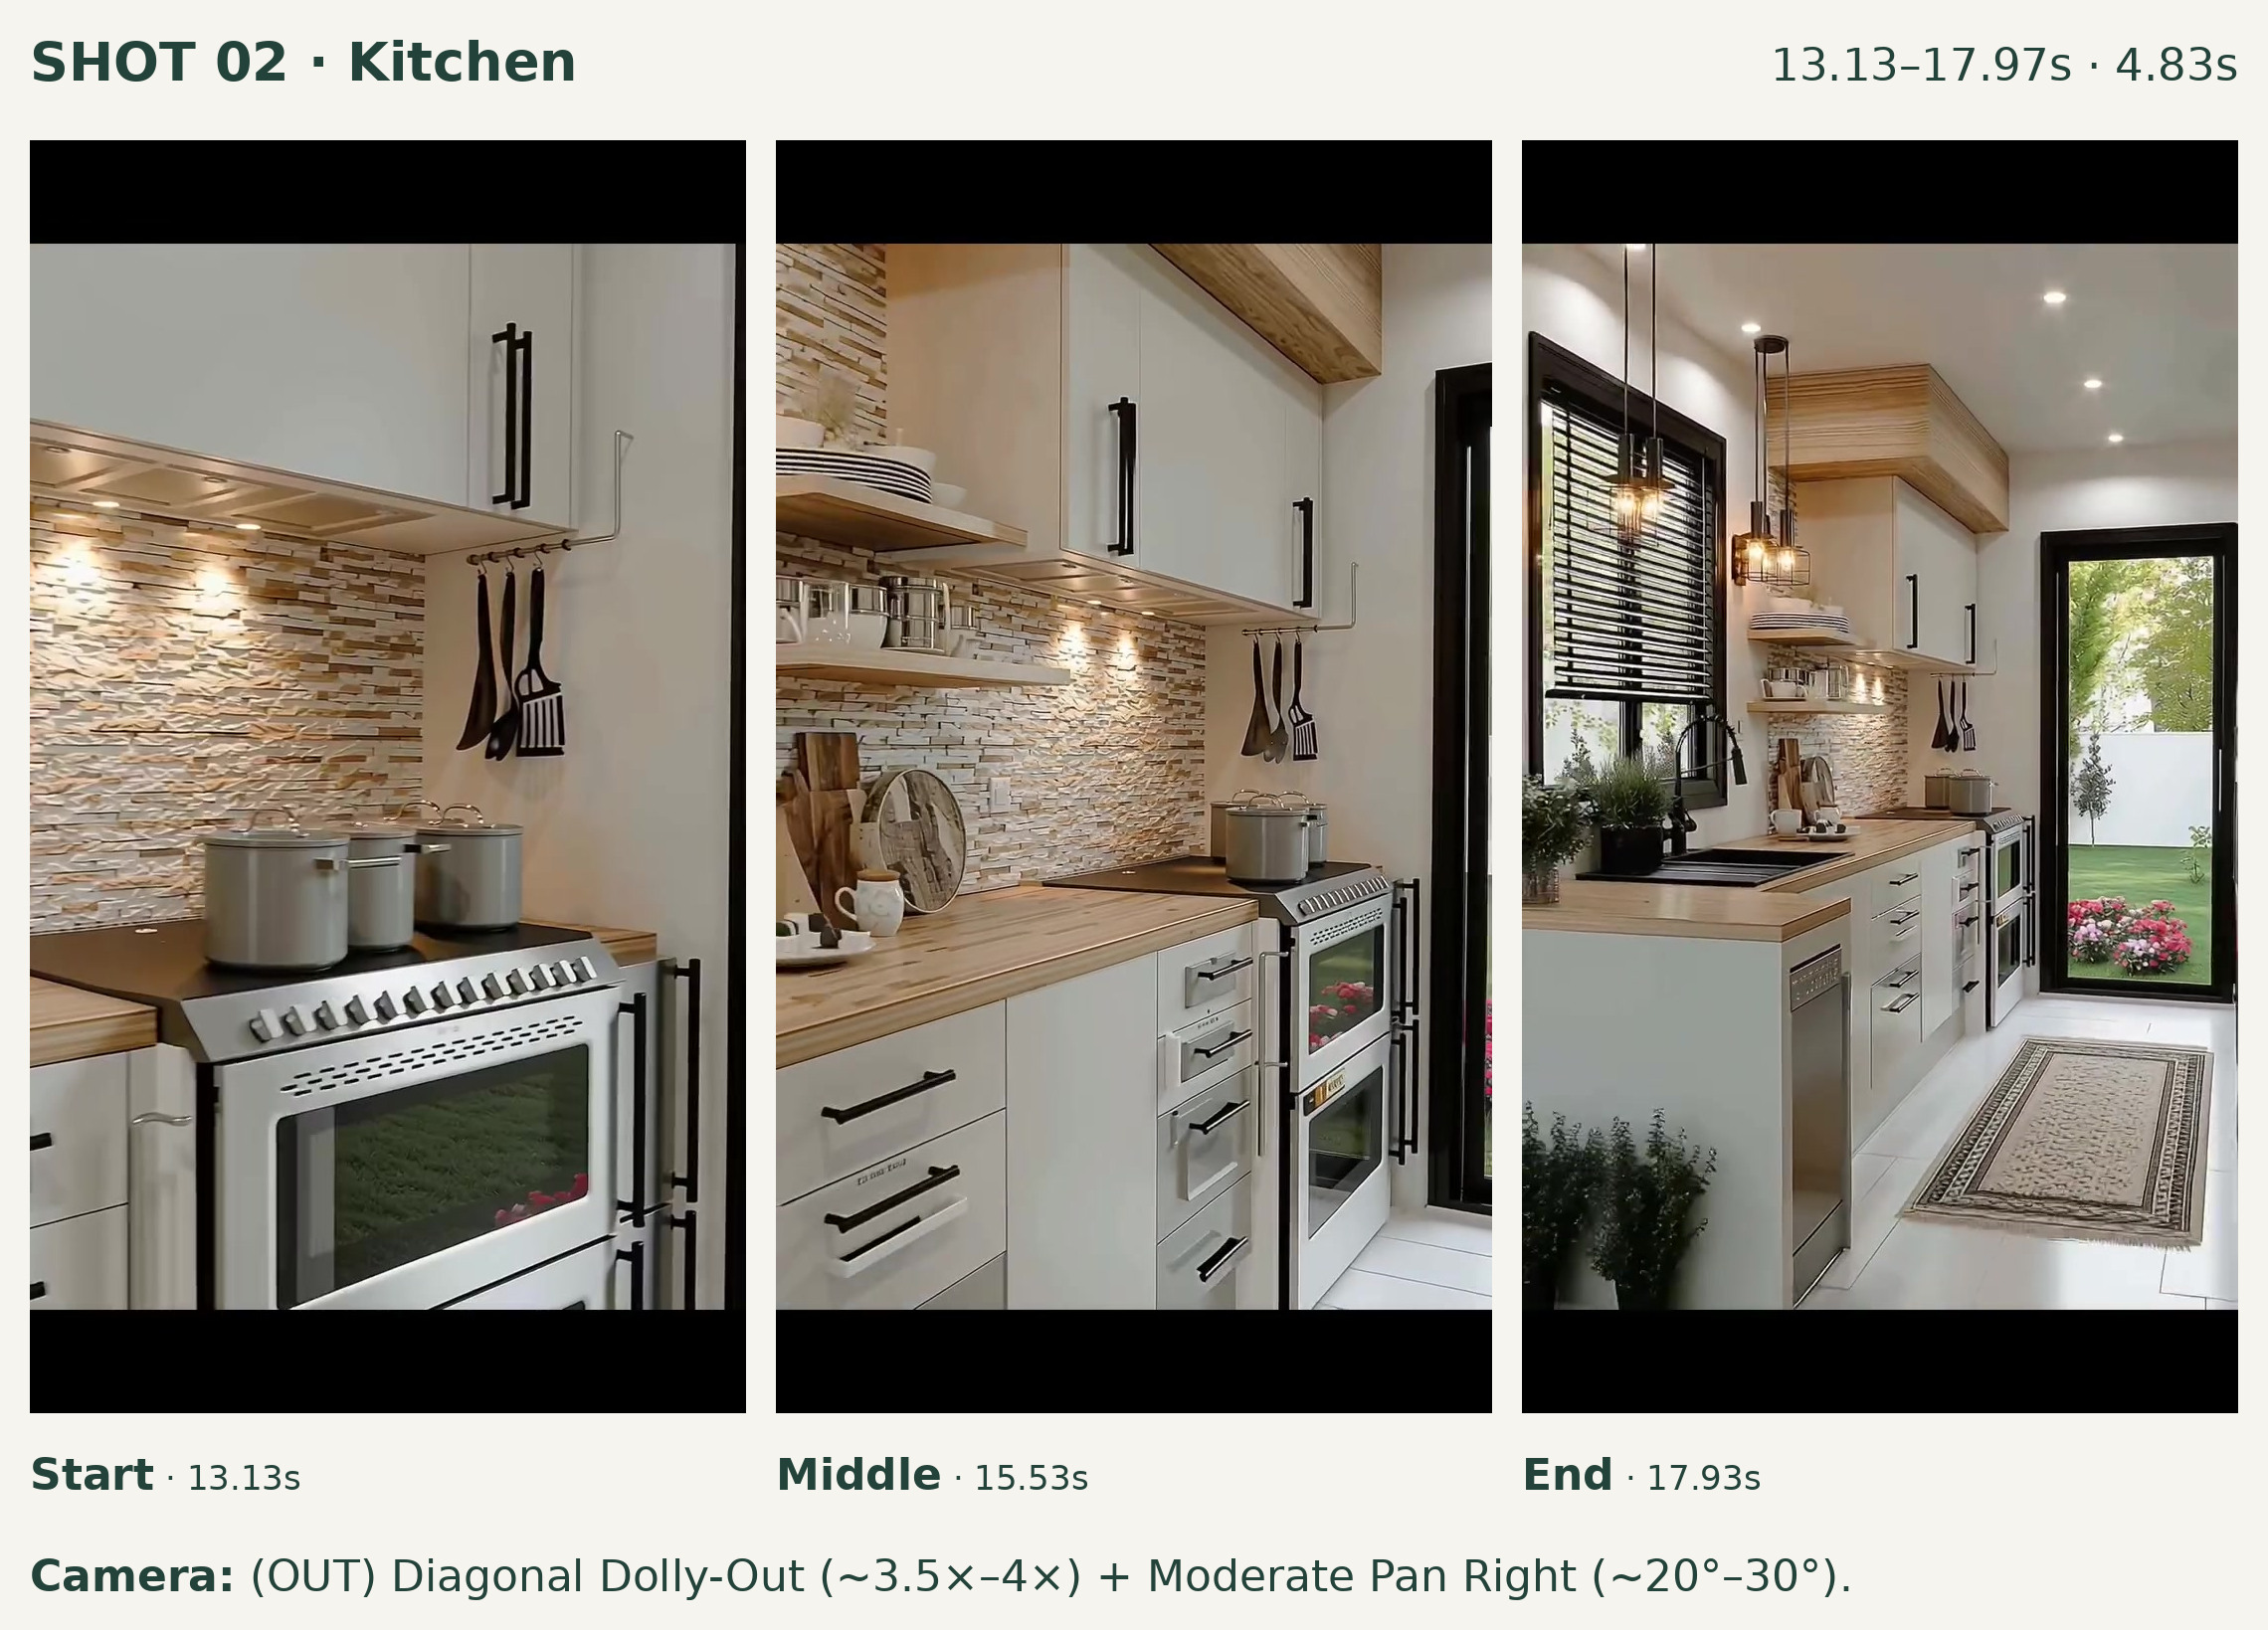 SHOT 02 · Kitchen
13.13–17.97s · 4.83s
Start · 13.13s
Middle · 15.53s
End · 17.93s
Camera: (OUT) Diagonal Dolly-Out (~3.5×–4×) + Moderate Pan Right (~20°–30°).